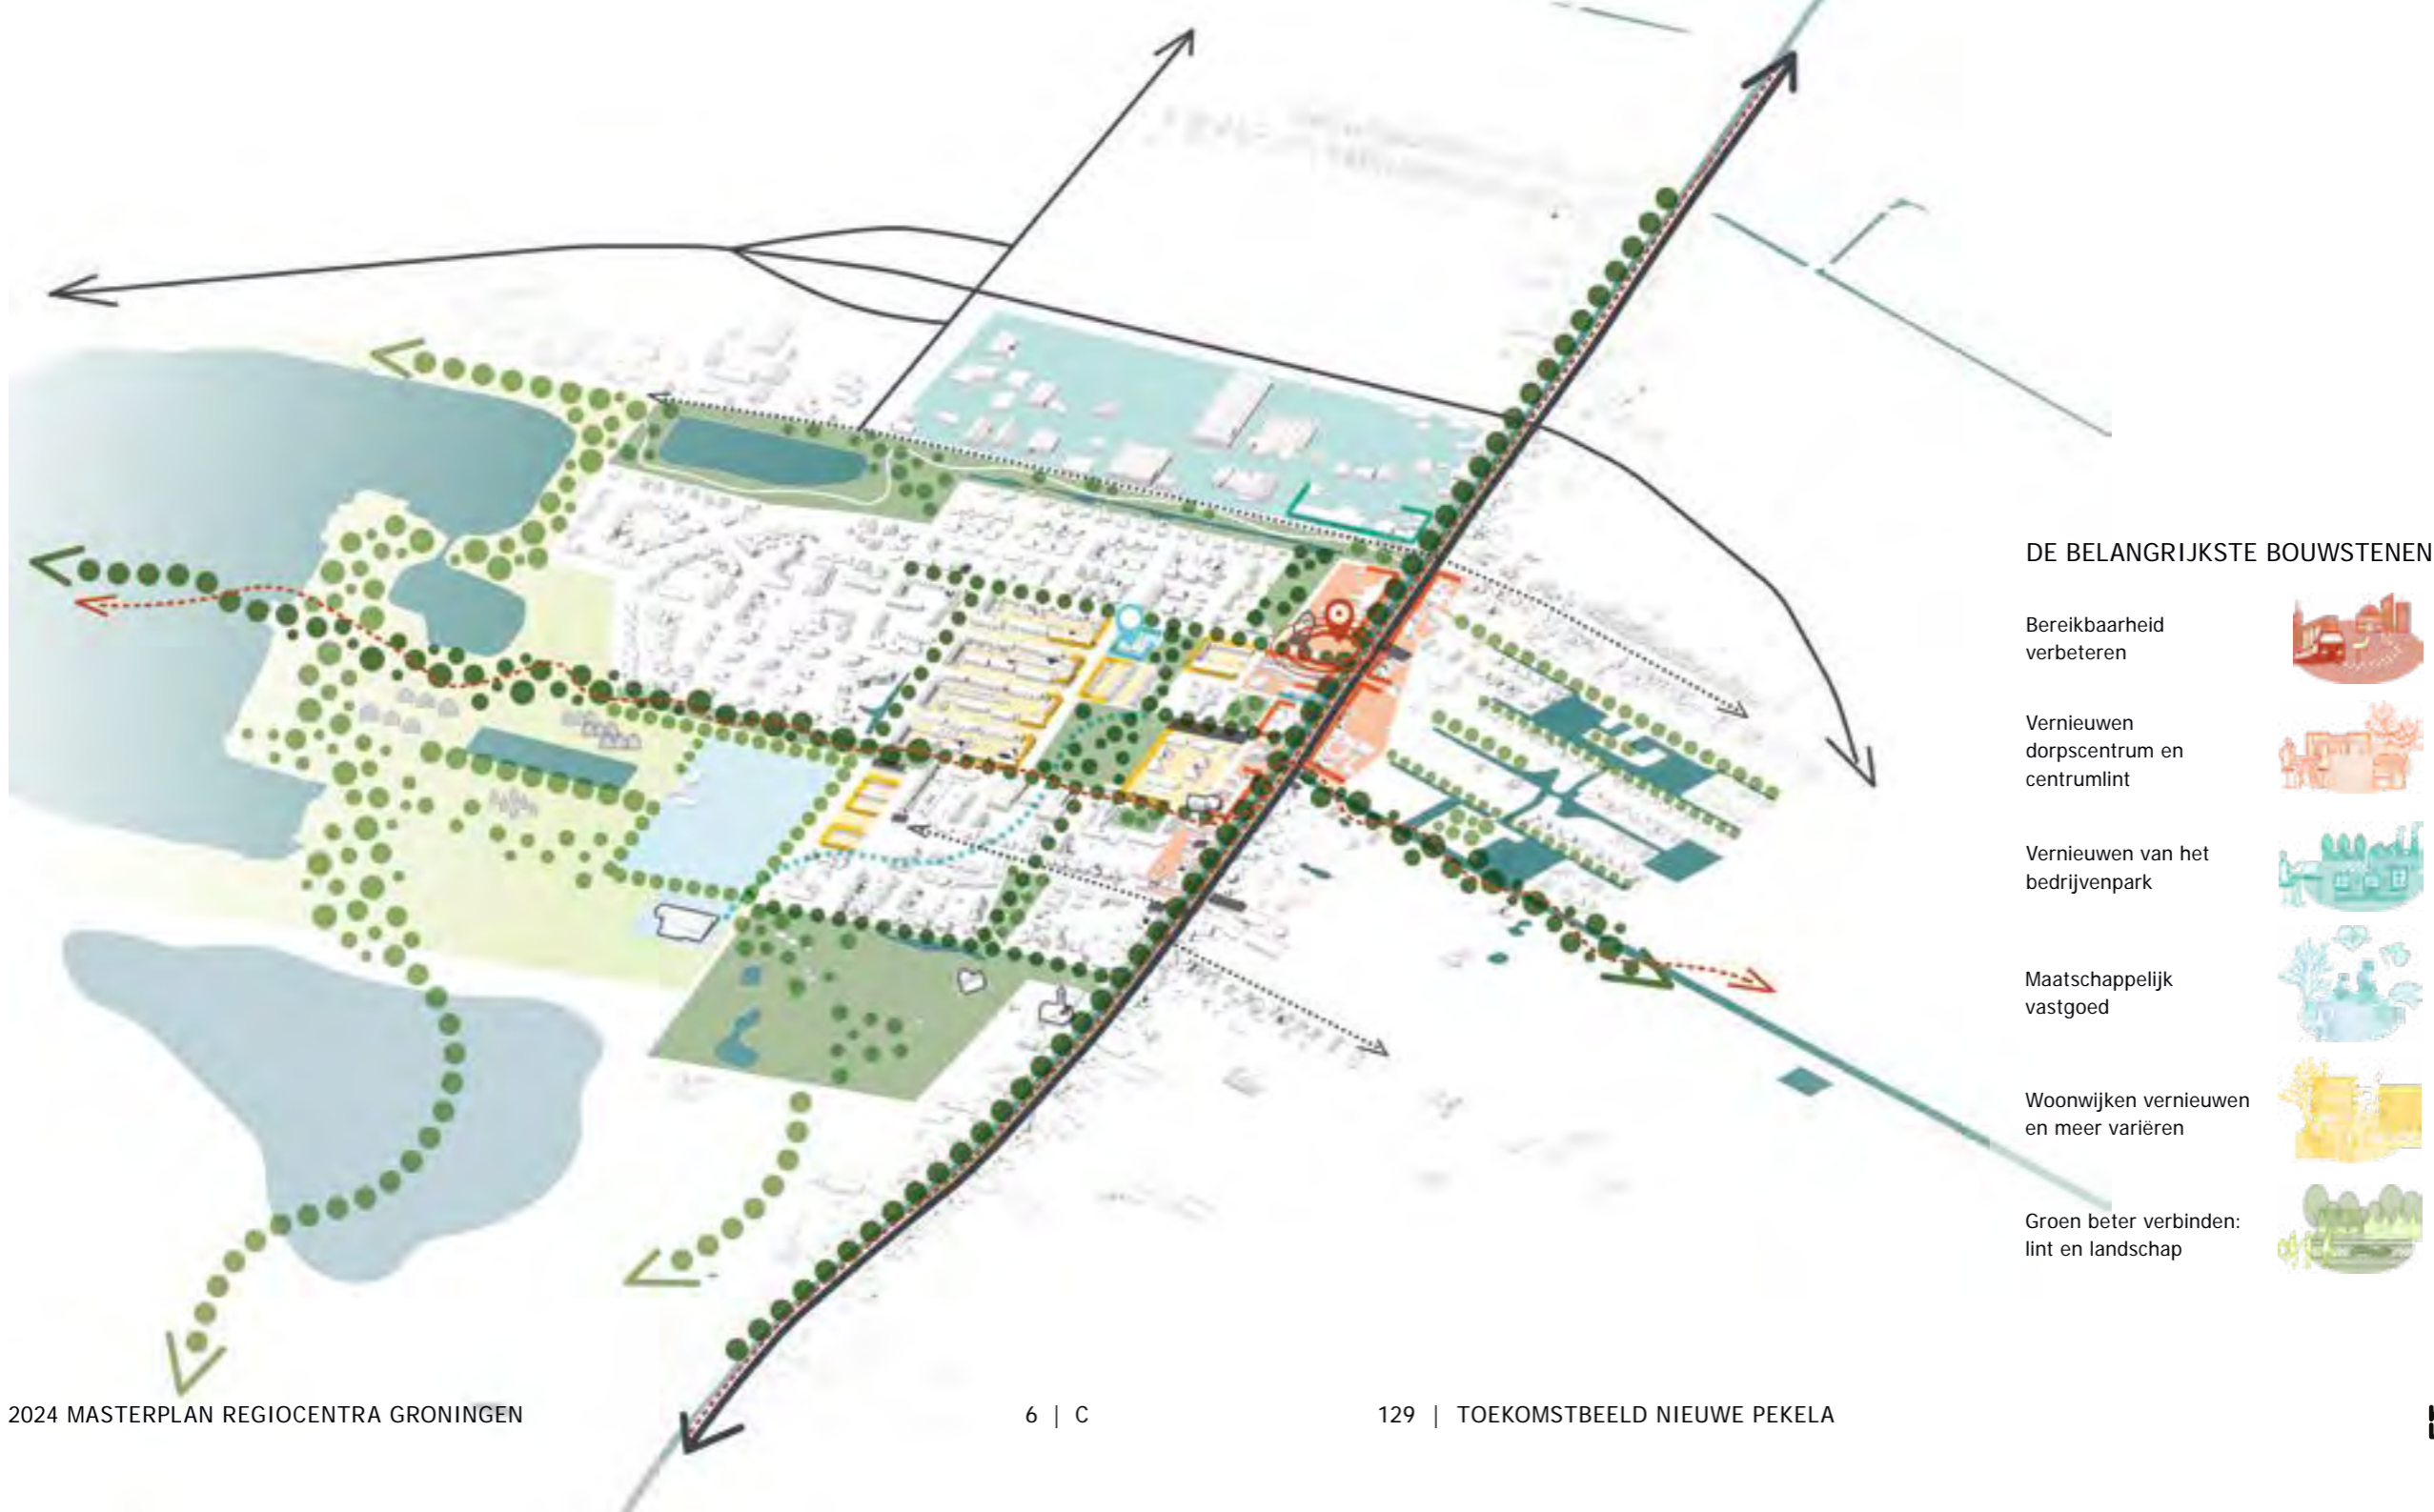 DE BELANGRIJKSTE BOUWSTENEN
Bereikbaarheid
verbeteren
Vernieuwen
dorpscentrum en
centrumlint
Vernieuwen van het
bedrijvenpark
Maatschappelijk
vastgoed
Woonwijken vernieuwen
en meer variëren
Groen beter verbinden:
lint en landschap
2024 MASTERPLAN REGIOCENTRA GRONINGEN
6 | C
129 | TOEKOMSTBEELD NIEUWE PEKELA